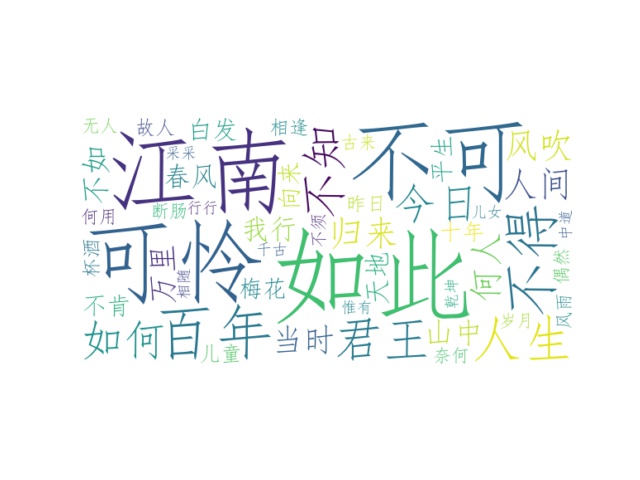 无人
故人
白发
相逢
不如
江南
采采
春风
不知
古来
不可
平生
风吹
向来
昨日
今日
人间
何用
断肠
行行
儿女
中道
杯酒
可怜
万里
相随
我行
不须
归来
十年
千古
如此
天地
何人
不得
偶然
不肯
梅花
惟有
乾坤
风雨
如何
百年
儿童
当时
君王
山中
奈何
岁月
人生